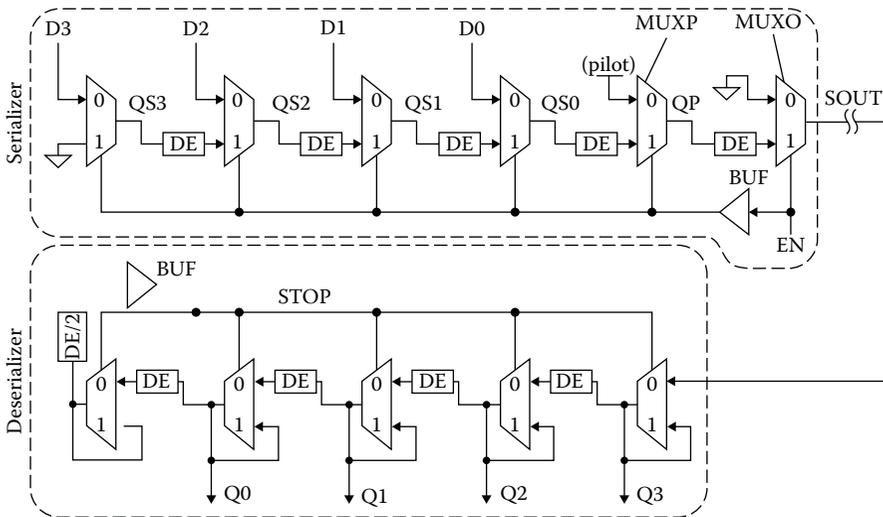 D3 D2 D1 D0 MUXP MUXO
(pilot)
0 QS3 0 QS2 0 QS1 0 QS0 0 QP 0 SOUT
1 DE 1 DE 1 DE 1 DE 1 DE 1
BUF
EN
Serializer
BUF
STOP
DE/2
0 DE 0 DE 0 DE 0 DE 0
1 1 1 1 1
Q0 Q1 Q2 Q3
Deserializer